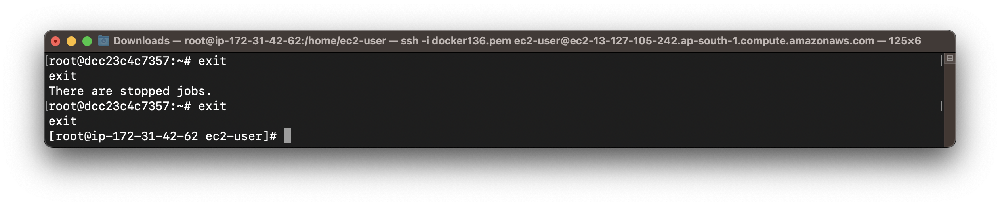 Downloads — root@ip-172-31-42-62:/home/ec2-user — ssh -i docker136.pem ec2-user@ec2-13-127-105-242.ap-south-1.compute.amazonaws.com — 125×6
[root@dcc23c4c7357:~# exit ]
exit
There are stopped jobs.
[root@dcc23c4c7357:~# exit ]
exit
[root@ip-172-31-42-62 ec2-user]#